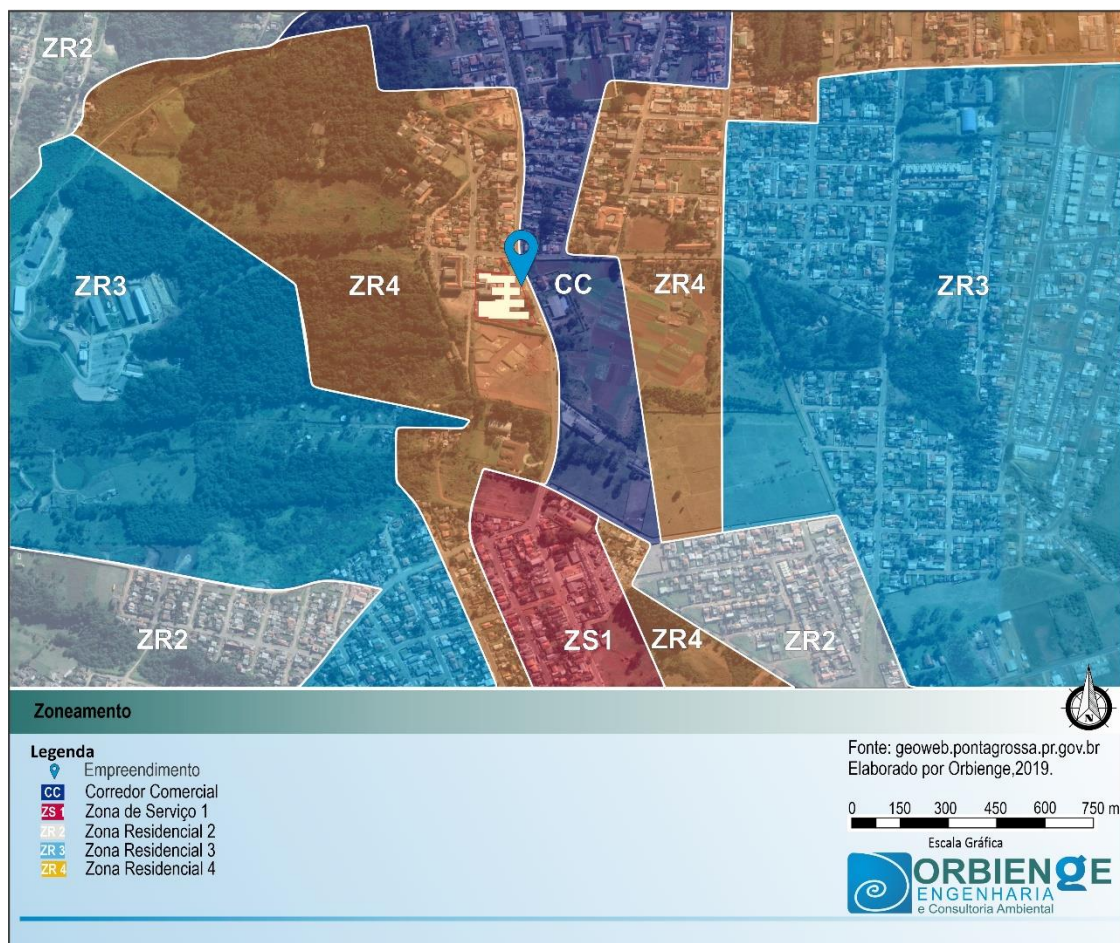 ZR2
ZR3
ZR4
CC
ZR4
ZR3
ZR2
ZS1
ZR4
ZR2
Zoneamento
N
Legenda
Empreendimento
CC Corredor Comercial
ZS 1 Zona de Serviço 1
ZR 2 Zona Residencial 2
ZR 3 Zona Residencial 3
ZR 4 Zona Residencial 4
Fonte: geoweb.pontagrossa.pr.gov.br
Elaborado por Orbienge,2019.
0 150 300 450 600 750 m
Escala Gráfica
ORBIENGE
ENGENHARIA
e Consultoria Ambiental